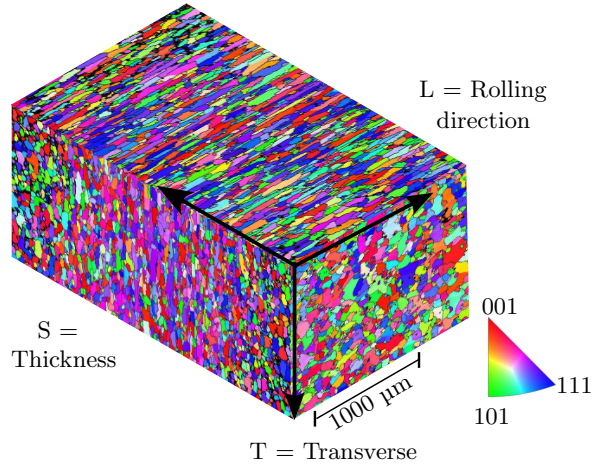 L = Rolling
direction
S =
Thickness
001
111
101
1000 µm
T = Transverse